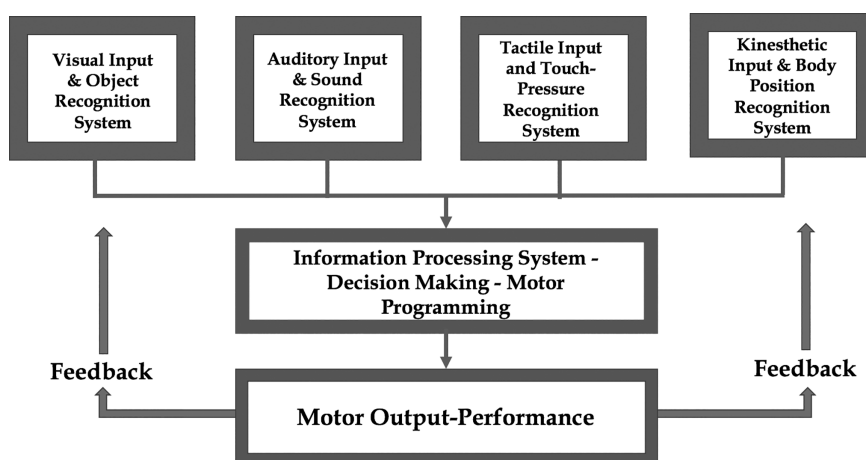 Visual Input
& Object
Recognition
System
Auditory Input
& Sound
Recognition
System
Tactile Input
and Touch-
Pressure
Recognition
System
Kinesthetic
Input & Body
Position
Recognition
System
Information Processing System -
Decision Making - Motor
Programming
Feedback
Feedback
Motor Output-Performance